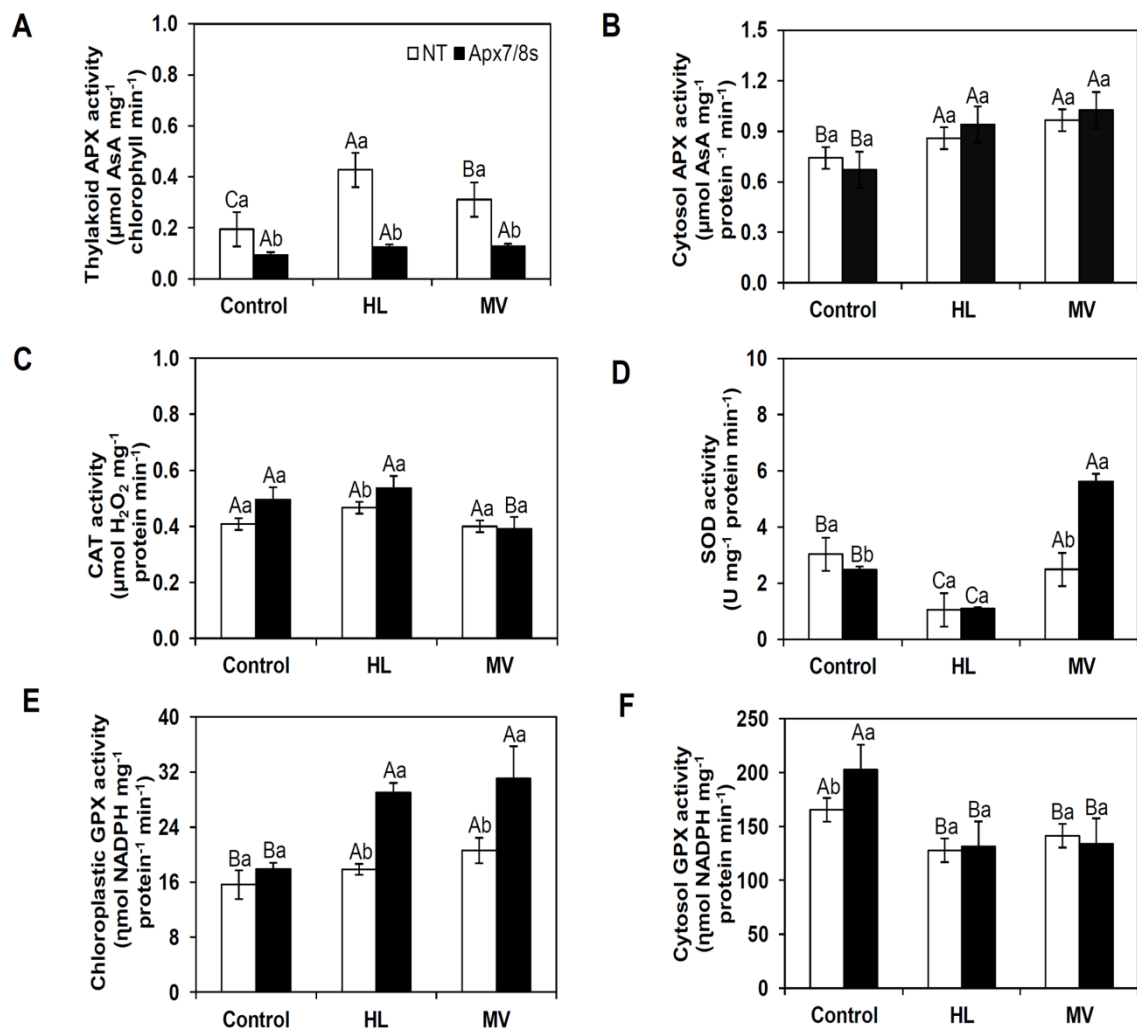 A
Thylakoid APX activity
(µmol AsA mg⁻¹
chlorophyll min⁻¹)
1.0
0.8
0.6
0.4
0.2
0.0
NT Apx7/8s
Ca
Ab
Aa
Ab
Ba
Ab
Control HL MV
B
Cytosol APX activity
(µmol AsA mg⁻¹
protein ⁻¹ min⁻¹)
1.5
1.2
0.9
0.6
0.3
0.0
Ba
Ba
Aa
Aa
Aa
Aa
Control HL MV
C
CAT activity
(µmol H₂O₂ mg⁻¹
protein min⁻¹)
1.0
0.8
0.6
0.4
0.2
0.0
Aa
Aa
Ab
Aa
Aa
Ba
Control HL MV
D
SOD activity
(U mg⁻¹ protein min⁻¹)
10
8
6
4
2
0
Ba
Bb
Ca
Ca
Ab
Aa
Control HL MV
E
Chloroplastic GPX activity
(ηmol NADPH mg⁻¹
protein⁻¹ min⁻¹)
40
32
24
16
8
0
Ba
Ba
Ab
Aa
Ab
Aa
Control HL MV
F
Cytosol GPX activity
(ηmol NADPH mg⁻¹
protein min⁻¹)
250
200
150
100
50
0
Ab
Aa
Ba
Ba
Ba
Ba
Control HL MV